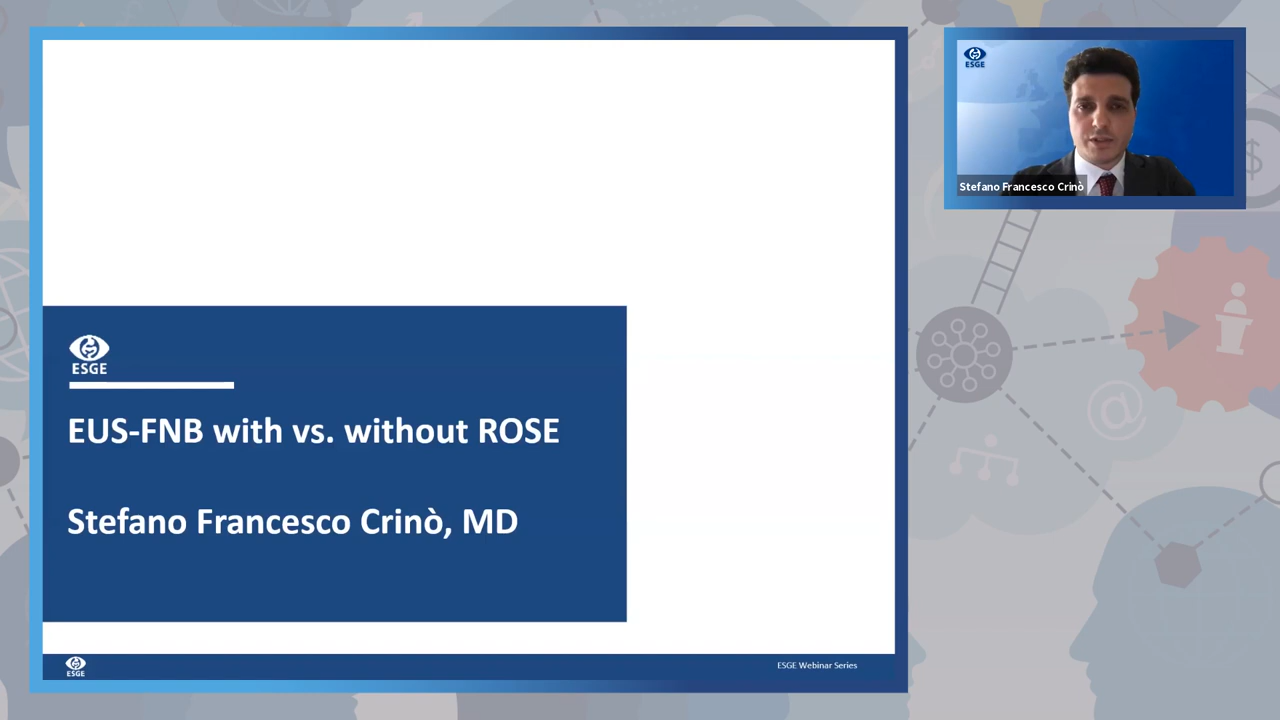 ESGE
EUS-FNB with vs. without ROSE
Stefano Francesco Crinò, MD
ESGE
ESGE Webinar Series
ESGE
Stefano Francesco Crinò
$
@